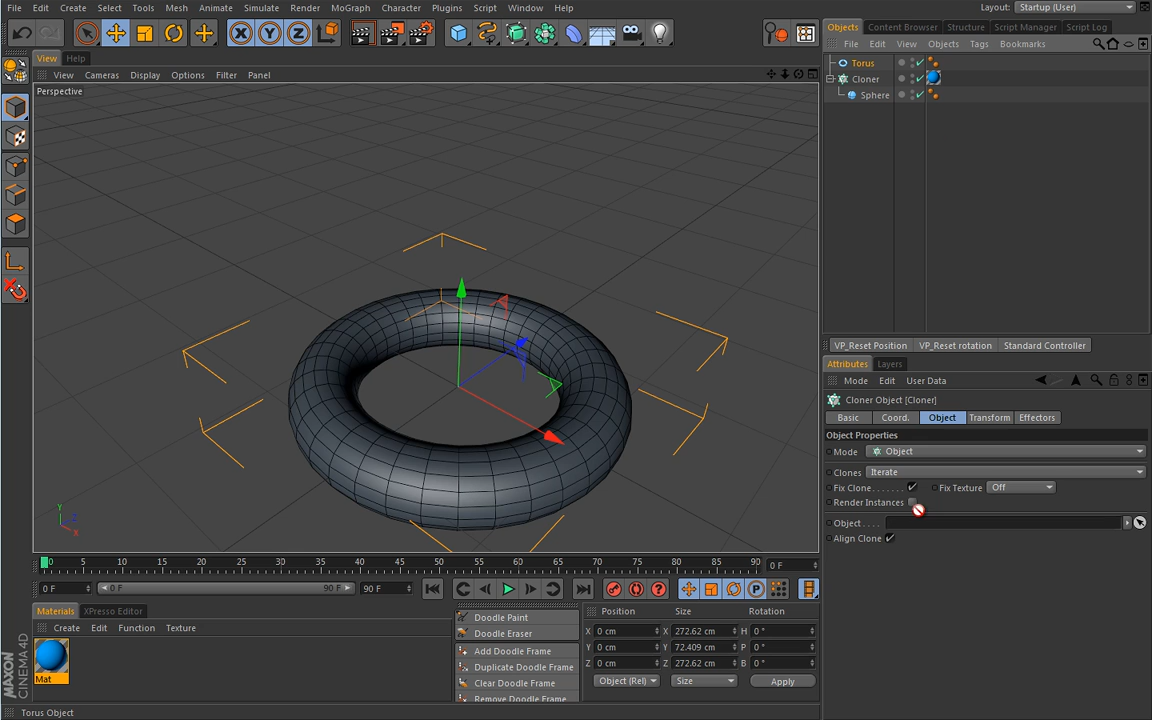 File Edit Create Select Tools Mesh Animate Simulate Render MoGraph Character Plugins Script Window Help Layout: Startup (User)
Objects Content Browser Structure Script Manager Script Log
File Edit View Objects Tags Bookmarks
View Help
View Cameras Display Options Filter Panel
Perspective
Torus
Cloner
Sphere
X Y Z
VP_Reset Position VP_Reset rotation Standard Controller
Attributes Layers
Mode Edit User Data
Cloner Object [Cloner]
Basic Coord. Object Transform Effectors
Object Properties
Mode Object
Clones Iterate
Fix Clone....... Fix Texture Off
Render Instances
Object ....
Align Clone
Y
Z
X
0 5 10 15 20 25 30 35 40 45 50 55 60 65 70 75 80 85 90 0 F
0 F 0 F 90 F 90 F P
Materials XPresso Editor
Create Edit Function Texture
Mat
Doodle Paint
Doodle Eraser
Add Doodle Frame
Duplicate Doodle Frame
Clear Doodle Frame
Remove Doodle Frame
Position Size Rotation
X 0 cm X 272.62 cm H 0 °
Y 0 cm Y 72.409 cm P 0 °
Z 0 cm Z 272.62 cm B 0 °
Object (Rel) Size Apply
MAXON CINEMA 4D
Torus Object